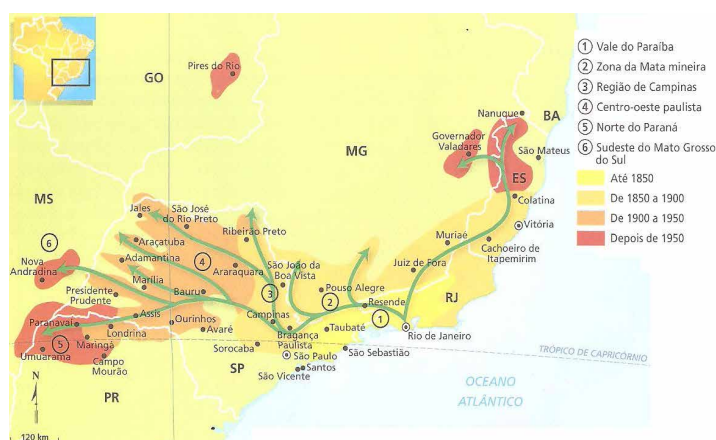 GO
Pires do Rio
Nanuque
BA
Governador
Valadares
São Mateus
MG
ES
Colatina
MS
Jales
São José
do Rio Preto
Ribeirão Preto
Vitória
6
Araçatuba
Muriaé
Cachoeiro de
Itapemirim
Nova
Andradina
Adamantina
4
São João da
Boa Vista
Juiz de Fora
Araraquara
Marília
3
Pouso Alegre
Presidente
Prudente
Bauru
2
Resende
RJ
Paranavaí
Assis
Ourinhos
Campinas
1
Londrina
Avaré
Bragança
Paulista
Taubaté
Rio de Janeiro
5
Maringá
Umuarama
Campo
Mourão
Sorocaba
São Paulo
São Sebastião
TRÓPICO DE CAPRICÓRNIO
SP
Santos
São Vicente
N
PR
OCEANO
ATLÂNTICO
120 km
1 Vale do Paraíba
2 Zona da Mata mineira
3 Região de Campinas
4 Centro-oeste paulista
5 Norte do Paraná
6 Sudeste do Mato Grosso
do Sul
Até 1850
De 1850 a 1900
De 1900 a 1950
Depois de 1950